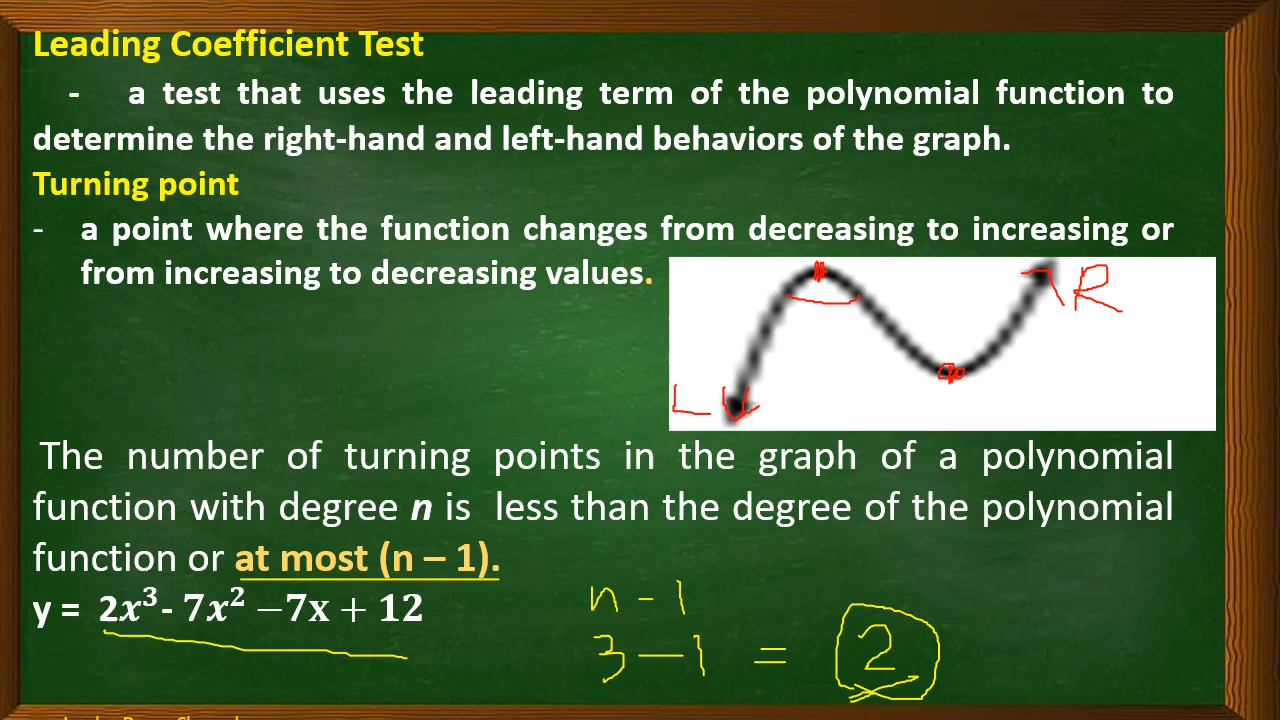 Leading Coefficient Test
- a test that uses the leading term of the polynomial function to
determine the right-hand and left-hand behaviors of the graph.
Turning point
- a point where the function changes from decreasing to increasing or
from increasing to decreasing values.
L
R
The number of turning points in the graph of a polynomial
function with degree n is less than the degree of the polynomial
function or at most (n – 1).
y = 2x³- 7x² −7x + 12
n - 1
3 - 1 = 2